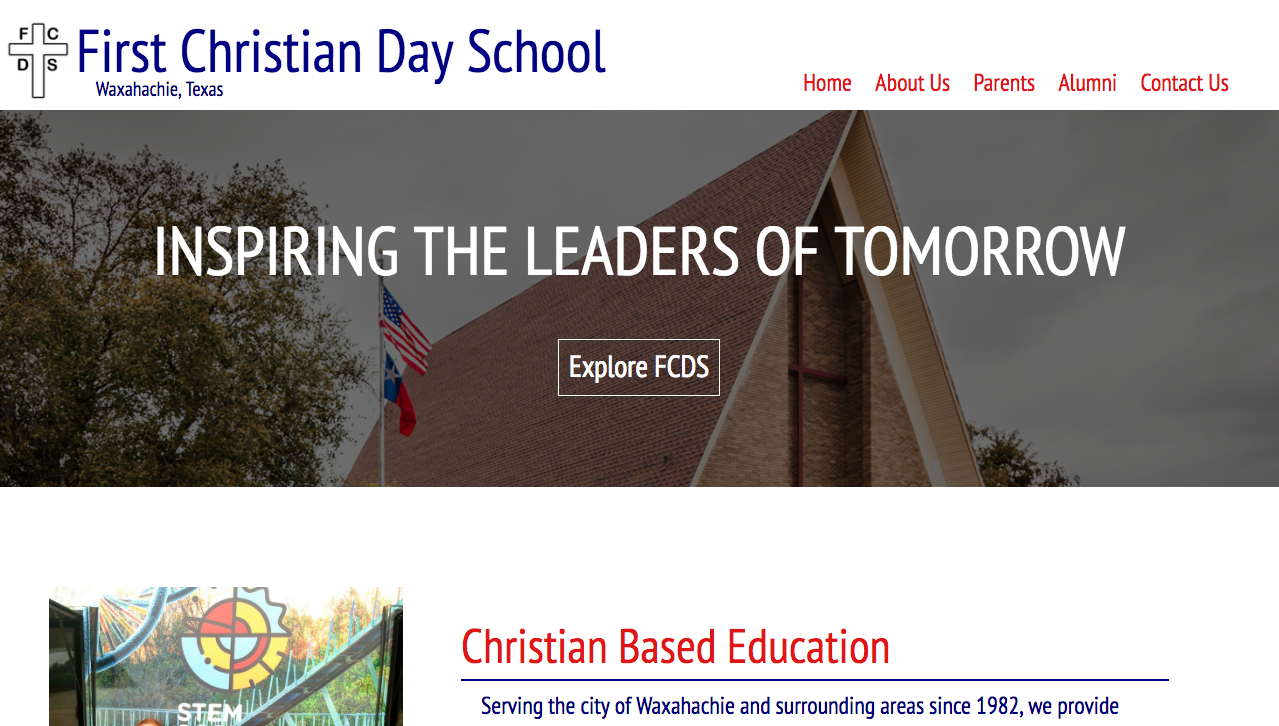 F C
D S
First Christian Day School
Waxahachie, Texas
Home About Us Parents Alumni Contact Us
INSPIRING THE LEADERS OF TOMORROW
Explore FCDS
STEM
Christian Based Education
Serving the city of Waxahachie and surrounding areas since 1982, we provide